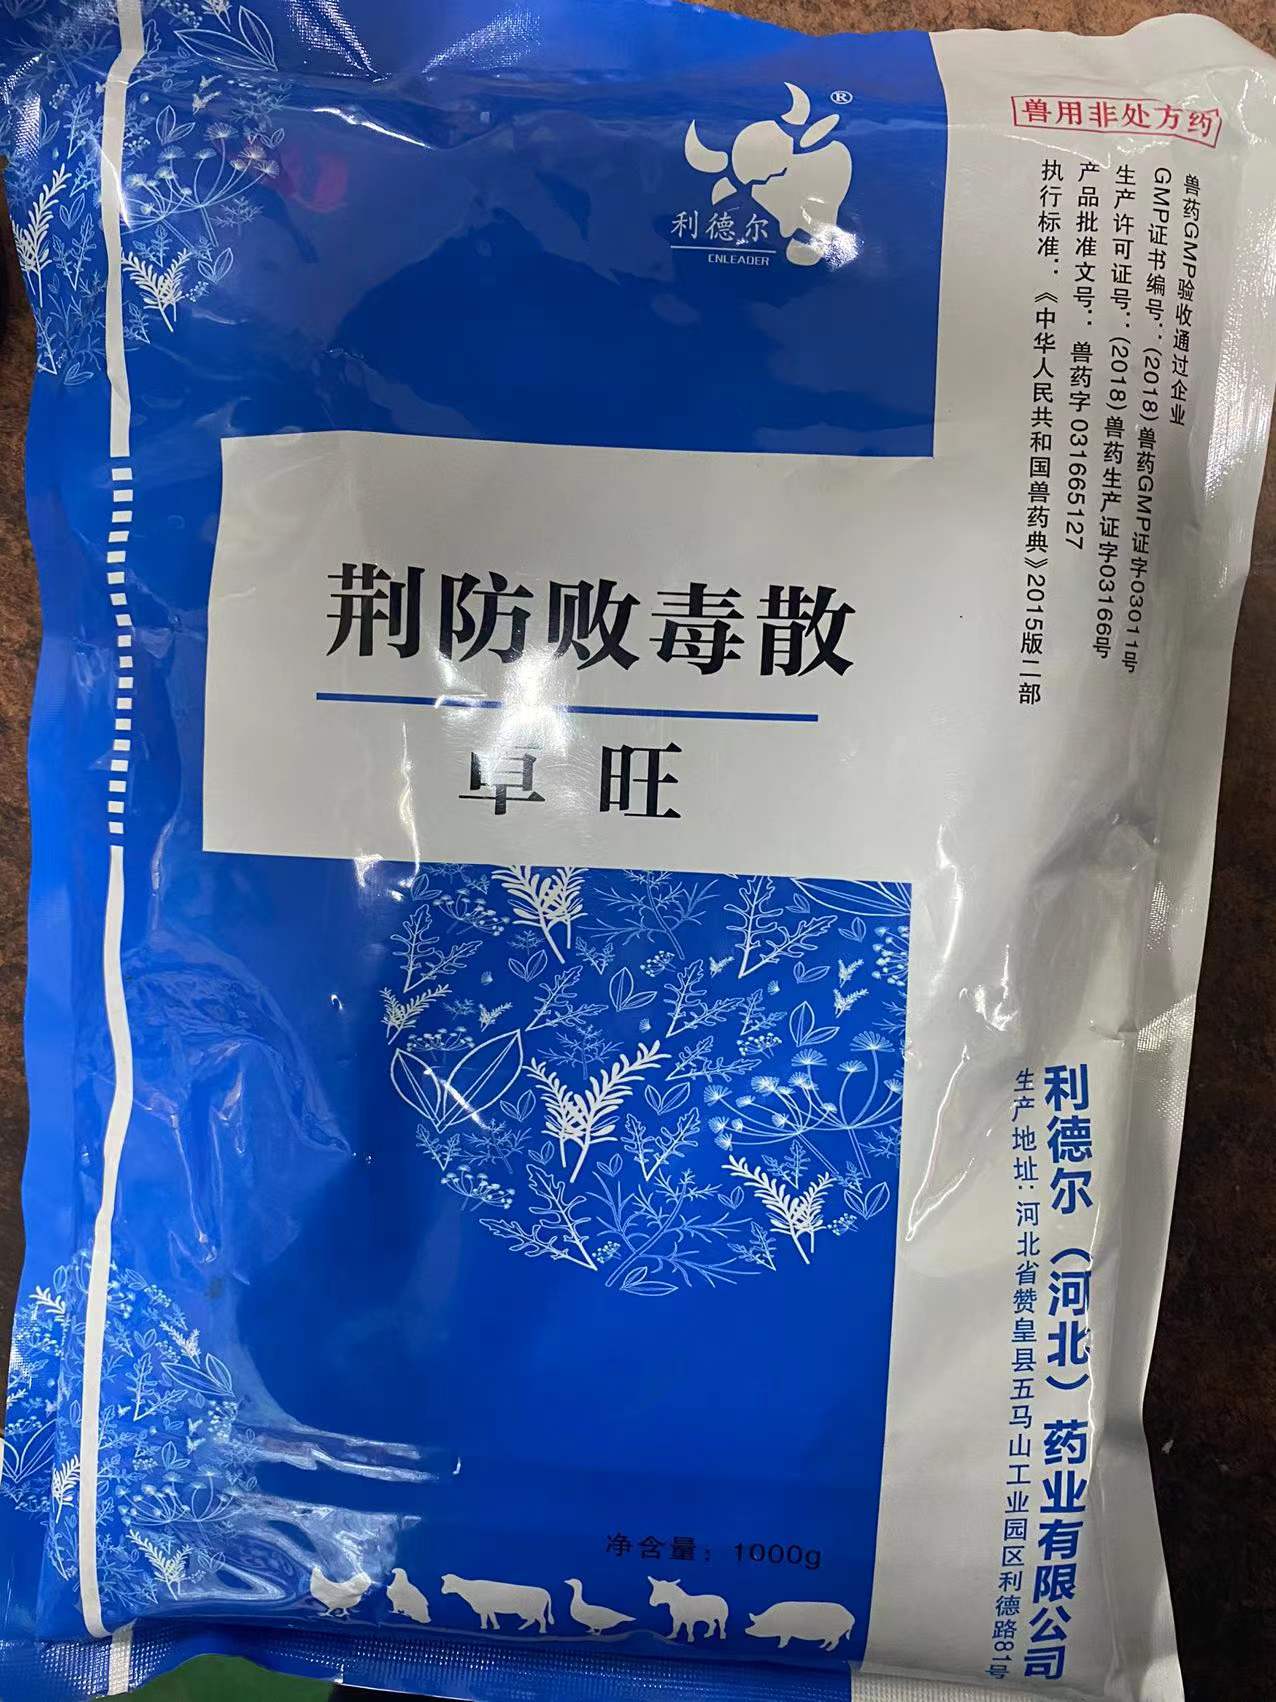 利德尔
®
CNLEADER
兽用非处方药
兽药GMP验收通过企业
GMP证书编号：(2018)兽药GMP证字03011号
生产许可证号：(2018)兽药生产证字03166号
产品批准文号：兽药字 031665127
执行标准：《中华人民共和国兽药典》2015版二部
荆防败毒散
卓旺
净含量：1000g
利德尔（河北）药业有限公司
生产地址：河北省赞皇县五马山工业园区利德路81号